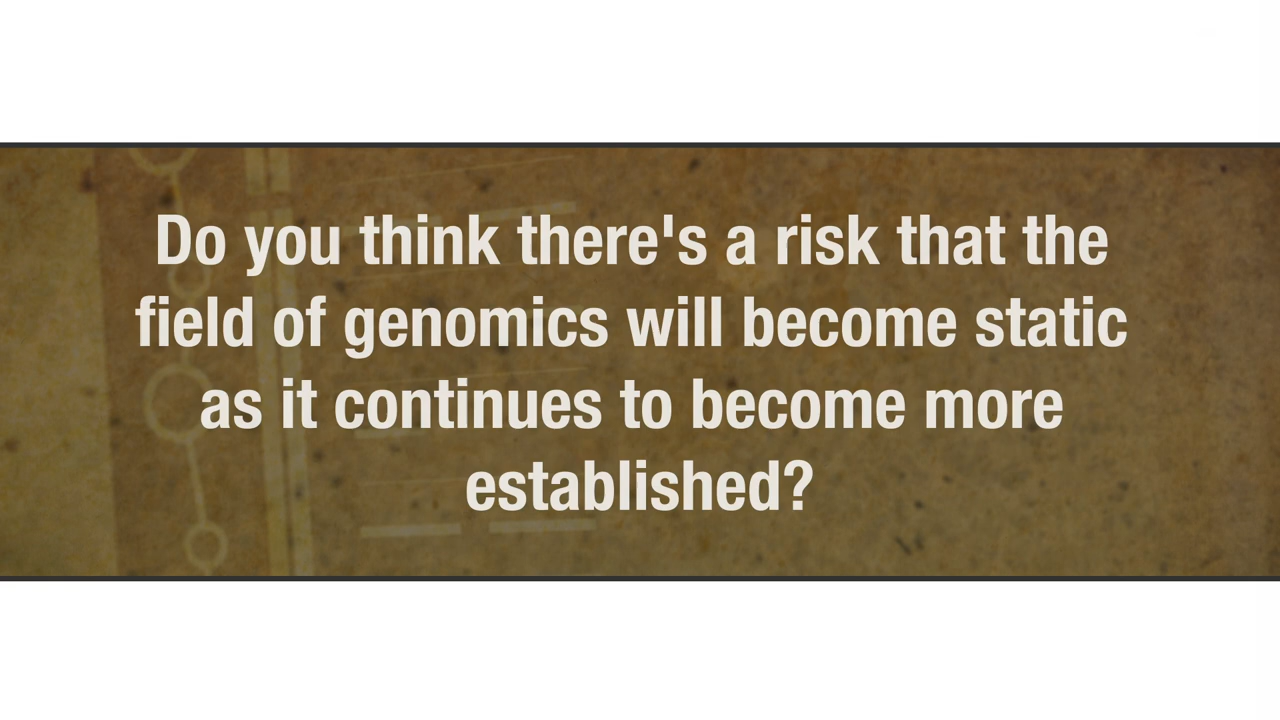 Do you think there's a risk that the
field of genomics will become static
as it continues to become more
established?